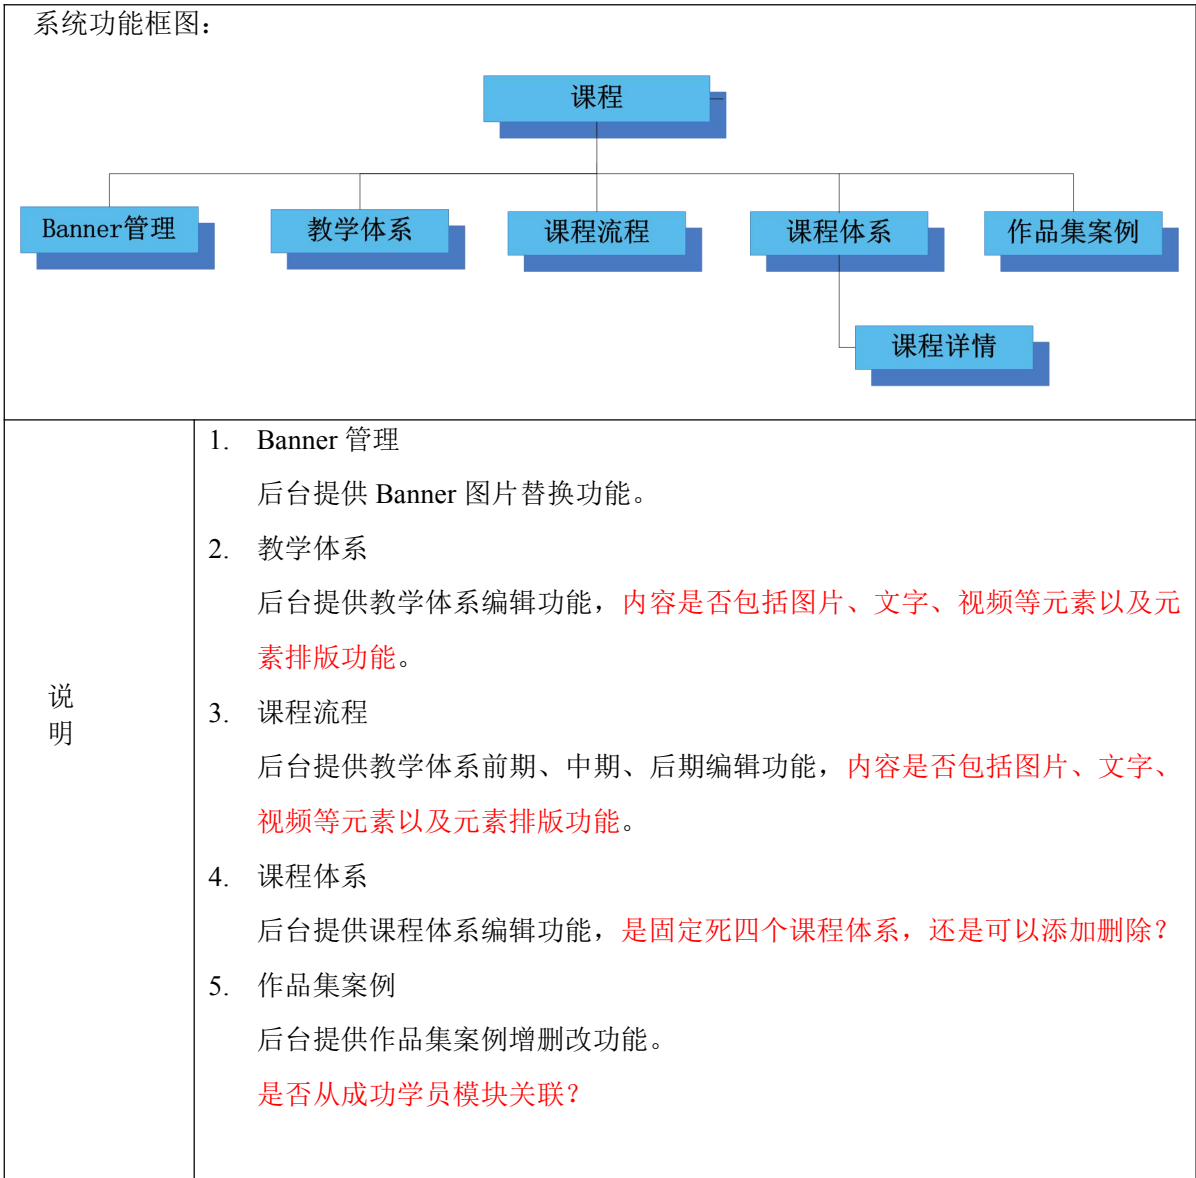 系统功能框图：
课程
Banner管理
教学体系
课程流程
课程体系
作品集案例
课程详情
说
明
1. Banner 管理
后台提供 Banner 图片替换功能。
2. 教学体系
后台提供教学体系编辑功能，内容是否包括图片、文字、视频等元素以及元
素排版功能。
3. 课程流程
后台提供教学体系前期、中期、后期编辑功能，内容是否包括图片、文字、
视频等元素以及元素排版功能。
4. 课程体系
后台提供课程体系编辑功能，是固定死四个课程体系，还是可以添加删除？
5. 作品集案例
后台提供作品集案例增删改功能。
是否从成功学员模块关联？